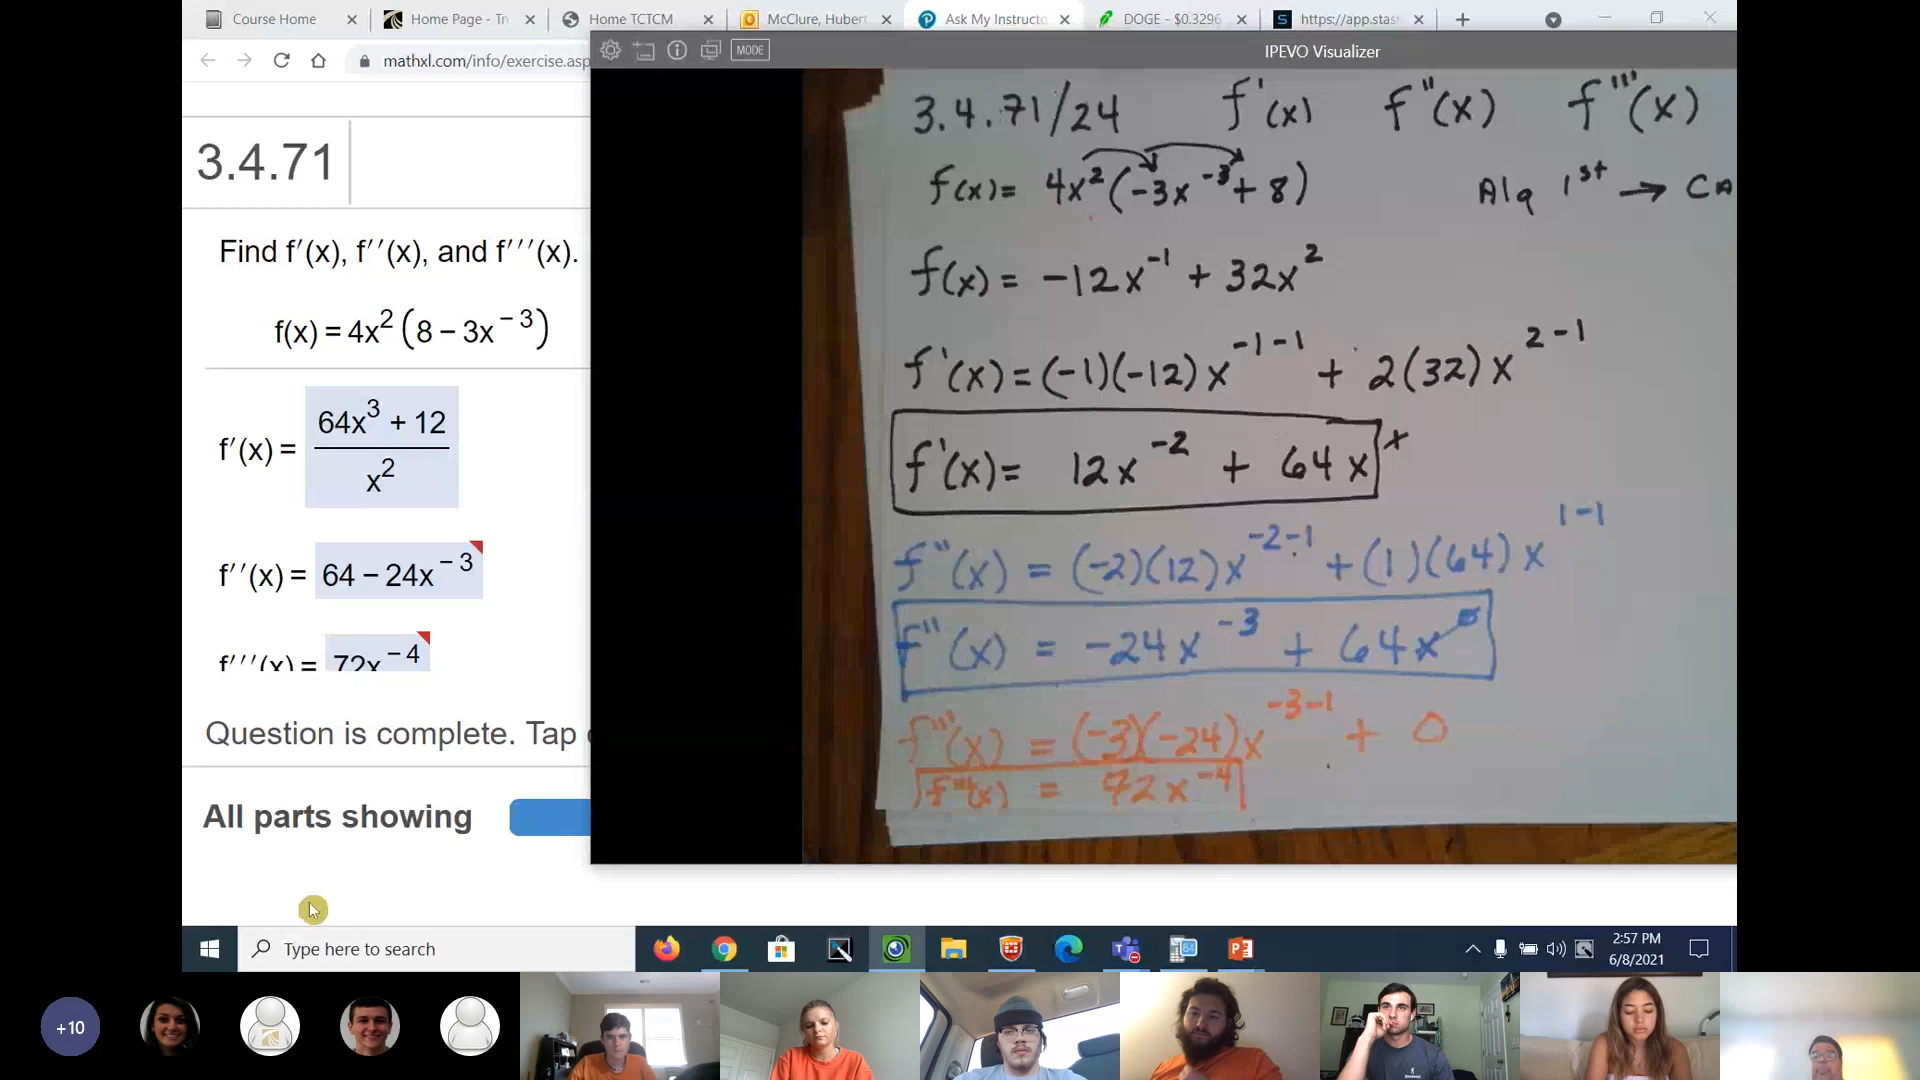 Course Home
Home Page - Tr
Home TCTCM
McClure, Hubert
Ask My Instructo
DOGE - $0.3296
https://app.stas
mathxl.com/info/exercise.asp
MODE
IPEVO Visualizer
3.4.71
Find f′(x), f′′(x), and f′′′(x).
f(x) = 4x² (8 − 3x⁻³)
f′(x) = (64x³ + 12)/x²
f′′(x) = 64 − 24x⁻³
f′′′(x) = 72x⁻⁴
Question is complete. Tap
All parts showing
3.4.71/24 f'(x) f''(x) f'''(x)
f(x) = 4x²(-3x⁻³ + 8) Alg 1st → CA
f(x) = -12x⁻¹ + 32x²
f'(x) = (-1)(-12)x⁻¹⁻¹ + 2(32)x²⁻¹
f'(x) = 12x⁻² + 64x
f''(x) = (-2)(12)x⁻²⁻¹ + (1)(64)x¹⁻¹
f''(x) = -24x⁻³ + 64x
f'''(x) = (-3)(-24)x⁻³⁻¹ + 0
f'''(x) = 72x⁻⁴
Type here to search
84
2:57 PM
6/8/2021
+10